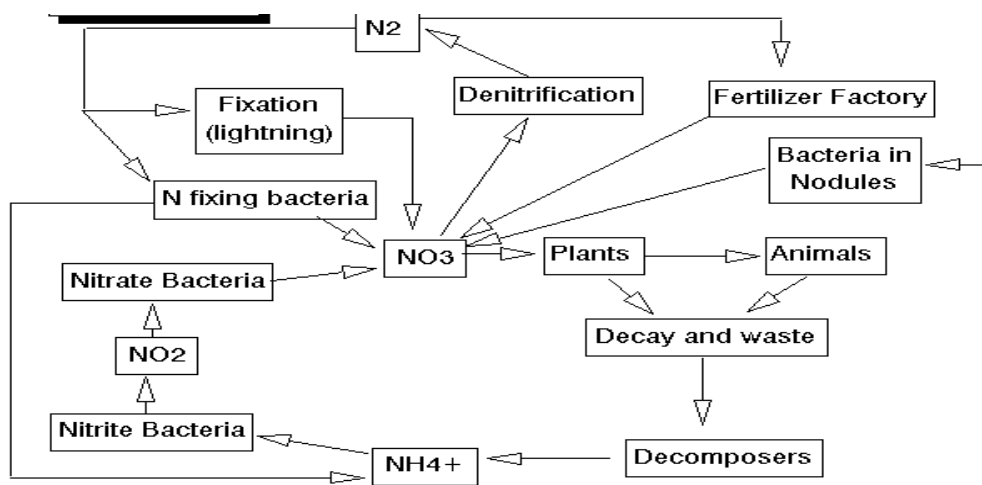 N2
Fixation
(lightning)
Denitrification
Fertilizer Factory
Bacteria in
Nodules
N fixing bacteria
NO3
Plants
Animals
Nitrate Bacteria
Decay and waste
NO2
Nitrite Bacteria
NH4+
Decomposers